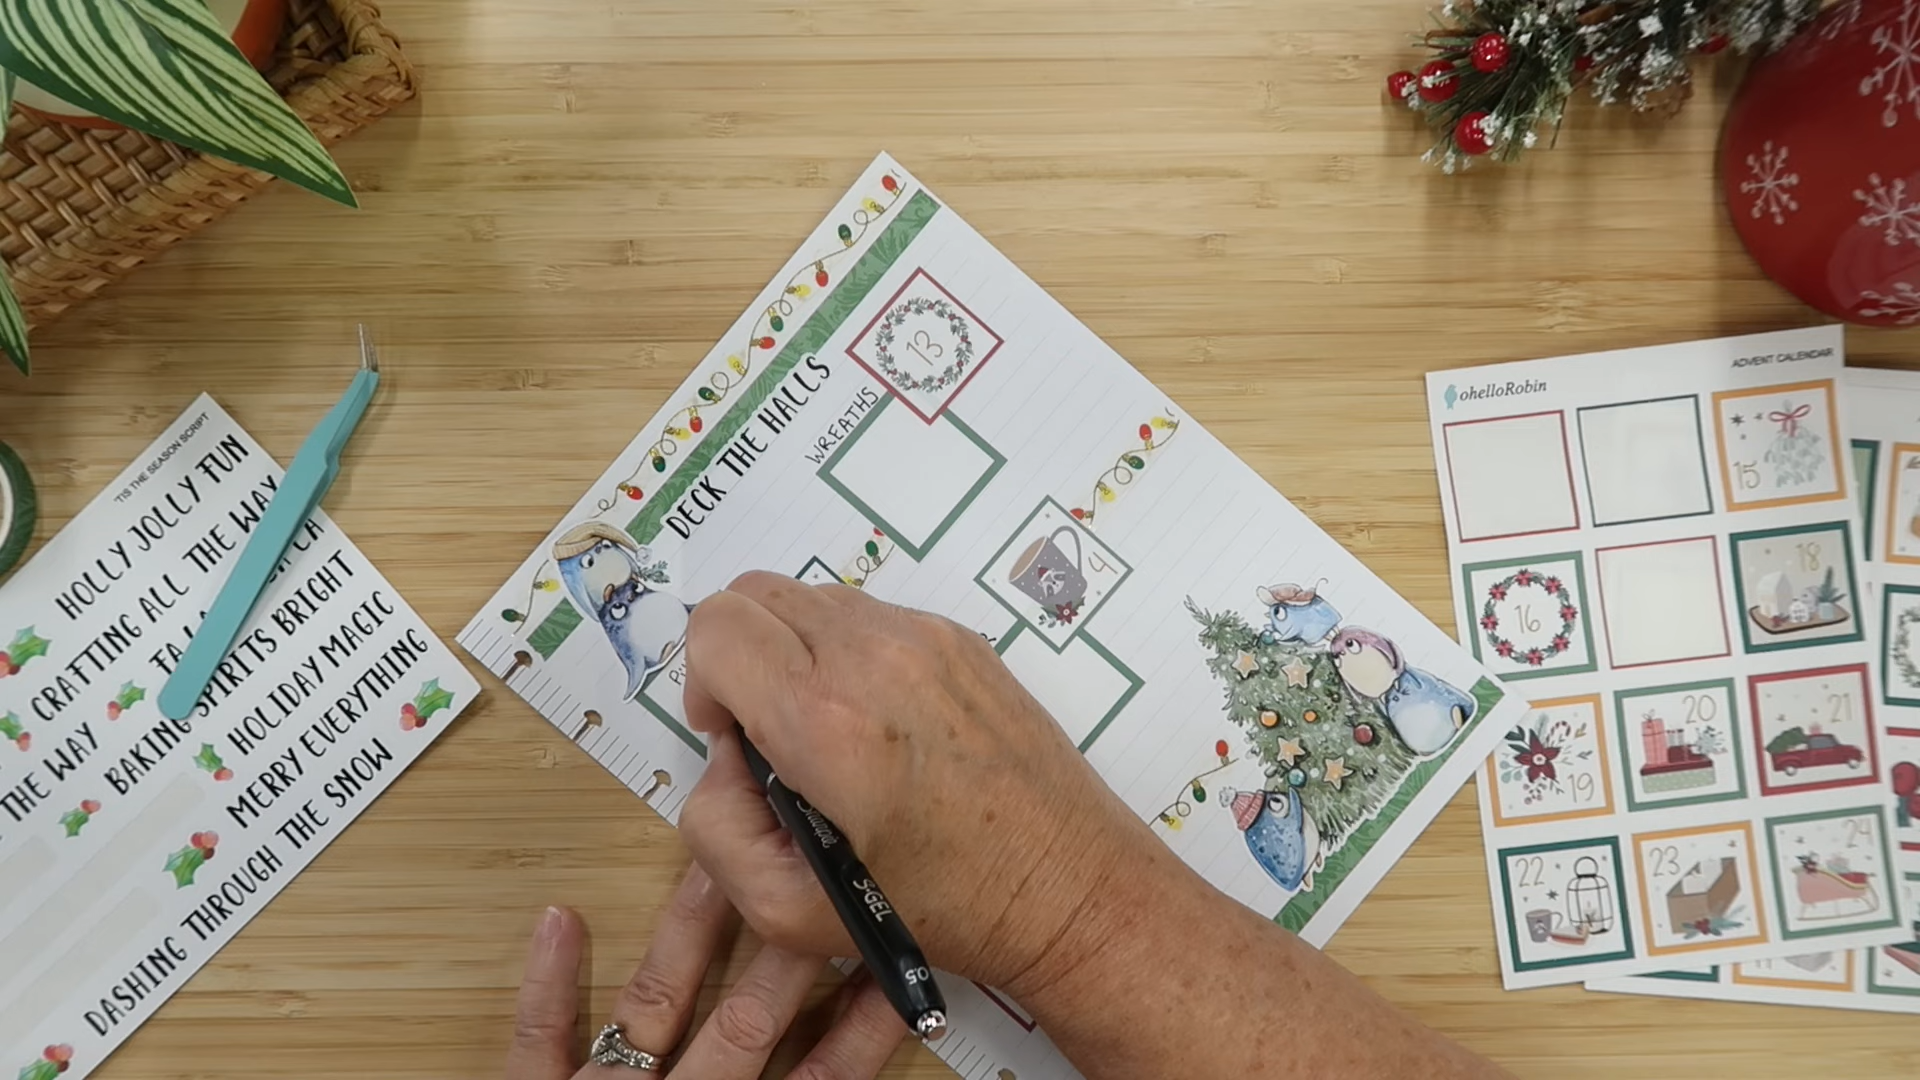 'TIS THE SEASON SCRIPT
HOLLY JOLLY FUN
CRAFTING ALL THE WAY
THE WAY
BAKING SPIRITS BRIGHT
HOLIDAY MAGIC
MERRY EVERYTHING
DASHING THROUGH THE SNOW
DECK THE HALLS
WREATHS
13
4
Sharpie
S·GEL
0.5
ohelloRobin
ADVENT CALENDAR
15
16
18
19
20
21
22
23
24